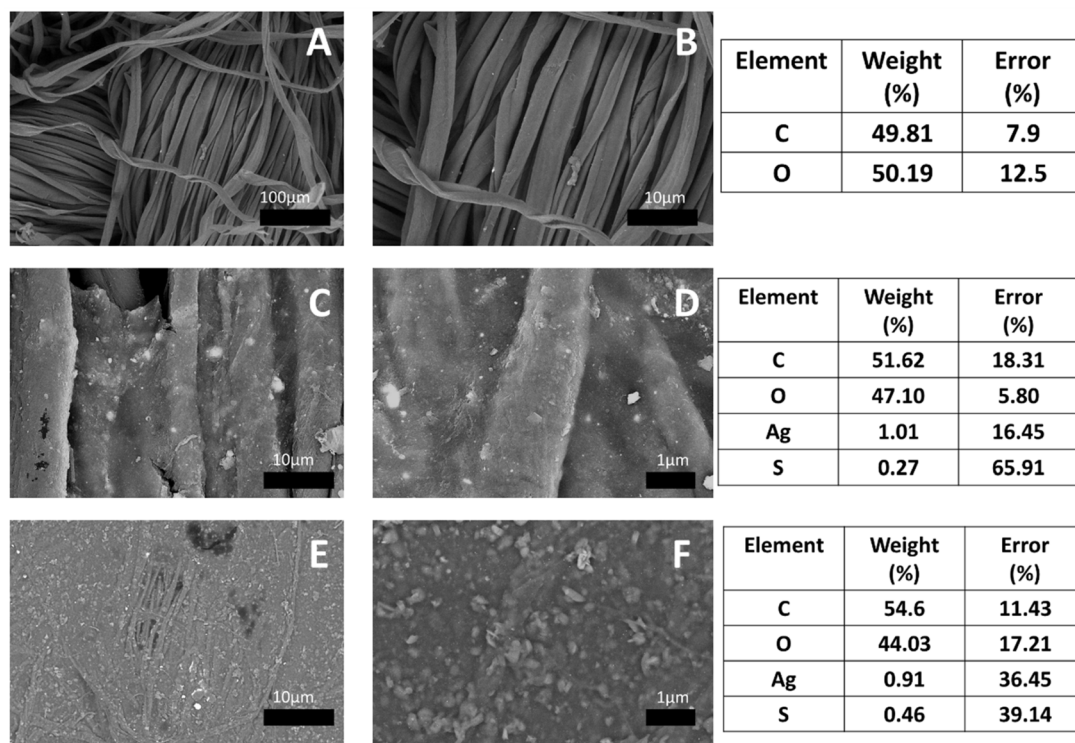 A
100µm
B
10µm
Element Weight (%) Error (%)
C 49.81 7.9
O 50.19 12.5
C
10µm
D
1µm
Element Weight (%) Error (%)
C 51.62 18.31
O 47.10 5.80
Ag 1.01 16.45
S 0.27 65.91
E
10µm
F
1µm
Element Weight (%) Error (%)
C 54.6 11.43
O 44.03 17.21
Ag 0.91 36.45
S 0.46 39.14